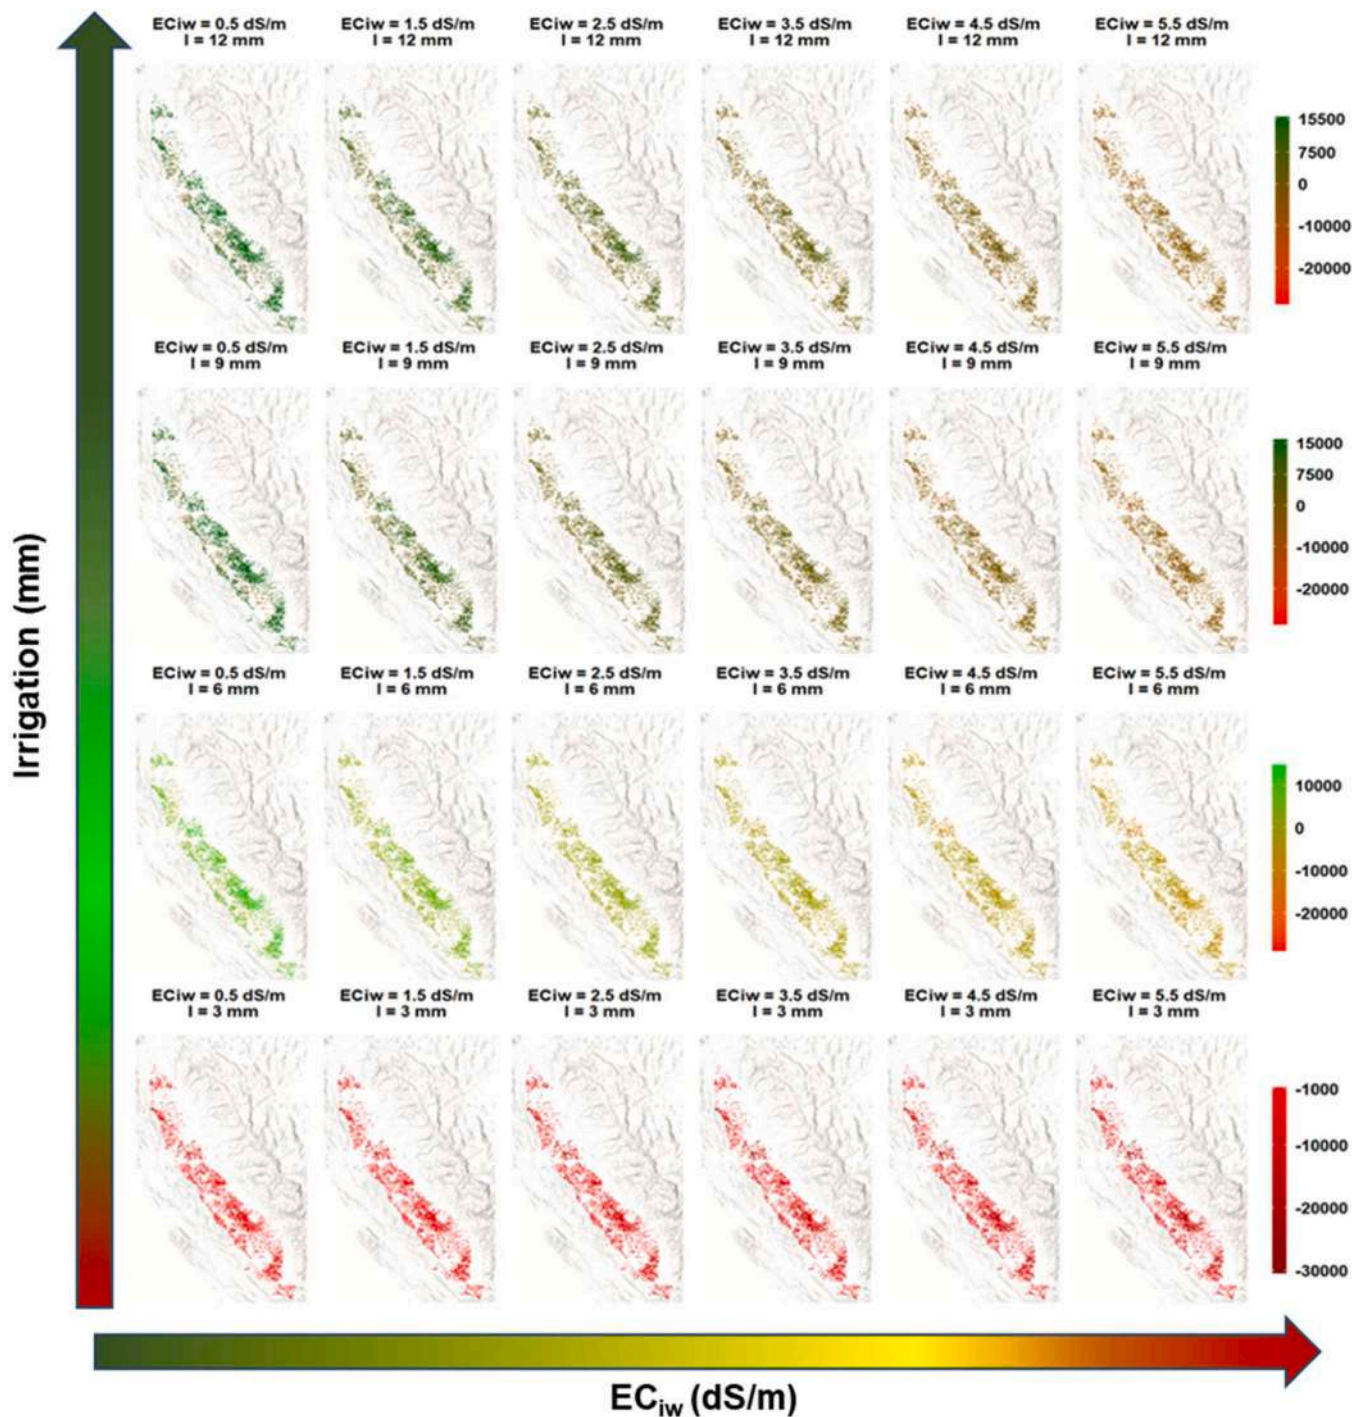 ECiw = 0.5 dS/m
I = 12 mm
ECiw = 1.5 dS/m
I = 12 mm
ECiw = 2.5 dS/m
I = 12 mm
ECiw = 3.5 dS/m
I = 12 mm
ECiw = 4.5 dS/m
I = 12 mm
ECiw = 5.5 dS/m
I = 12 mm
15500
7500
0
-10000
-20000
ECiw = 0.5 dS/m
I = 9 mm
ECiw = 1.5 dS/m
I = 9 mm
ECiw = 2.5 dS/m
I = 9 mm
ECiw = 3.5 dS/m
I = 9 mm
ECiw = 4.5 dS/m
I = 9 mm
ECiw = 5.5 dS/m
I = 9 mm
15000
7500
0
-10000
-20000
Irrigation (mm)
ECiw = 0.5 dS/m
I = 6 mm
ECiw = 1.5 dS/m
I = 6 mm
ECiw = 2.5 dS/m
I = 6 mm
ECiw = 3.5 dS/m
I = 6 mm
ECiw = 4.5 dS/m
I = 6 mm
ECiw = 5.5 dS/m
I = 6 mm
10000
0
-10000
-20000
ECiw = 0.5 dS/m
I = 3 mm
ECiw = 1.5 dS/m
I = 3 mm
ECiw = 2.5 dS/m
I = 3 mm
ECiw = 3.5 dS/m
I = 3 mm
ECiw = 4.5 dS/m
I = 3 mm
ECiw = 5.5 dS/m
I = 3 mm
-1000
-10000
-20000
-30000
ECiw (dS/m)